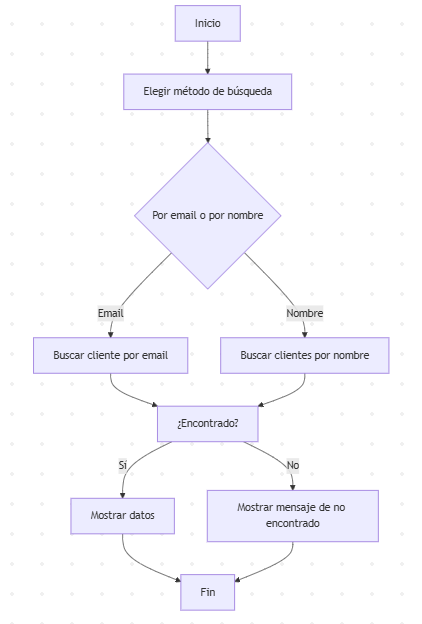 Inicio
Elegir método de búsqueda
Por email o por nombre
Email
Nombre
Buscar cliente por email
Buscar clientes por nombre
¿Encontrado?
Sí
No
Mostrar datos
Mostrar mensaje de no
encontrado
Fin